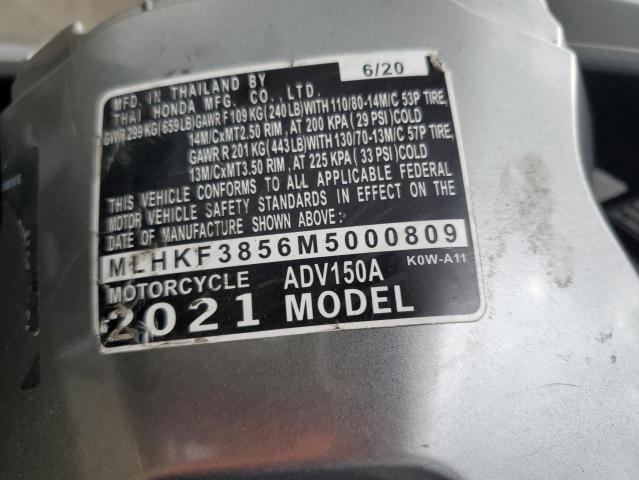 MFD. IN THAILAND BY
THAI HONDA MFG. CO., LTD.
6/20
GVWR 299 KG (659 LB) GAWR F 109 KG (240 LB) WITH 110/80-14M/C 53P TIRE,
14M/CxMT2.50 RIM, AT 200 KPA (29 PSI) COLD
GAWR R 201 KG (443 LB) WITH 130/70-13M/C 57P TIRE,
13M/CxMT3.50 RIM, AT 225 KPA (33 PSI) COLD
THIS VEHICLE CONFORMS TO ALL APPLICABLE FEDERAL
MOTOR VEHICLE SAFETY STANDARDS IN EFFECT ON THE
DATE OF MANUFACTURE SHOWN ABOVE:
MLHKF3856M5000809
MOTORCYCLE ADV150A K0W-A11
2021 MODEL